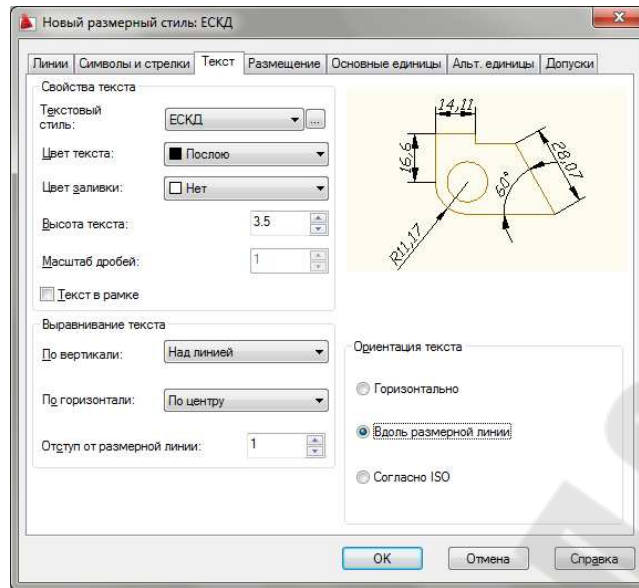 Новый размерный стиль: ЕСКД
Линии Символы и стрелки Текст Размещение Основные единицы Альт. единицы Допуски
Свойства текста
Текстовый стиль: ЕСКД ...
Цвет текста: Послою
Цвет заливки: Нет
Высота текста: 3.5
Масштаб дробей: 1
Текст в рамке
14,11
16,6
28,07
60°
R11,17
Выравнивание текста
По вертикали: Над линией
По горизонтали: По центру
Отступ от размерной линии: 1
Ориентация текста
Горизонтально
Вдоль размерной линии
Согласно ISO
OK Отмена Справка